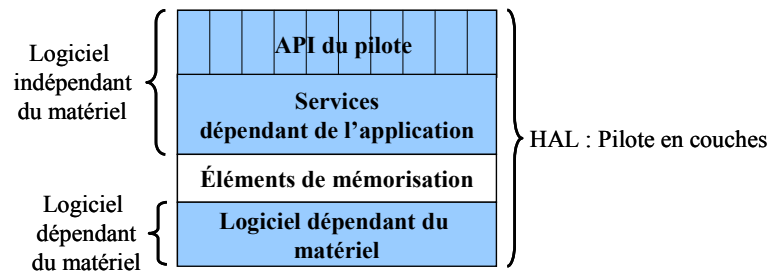 Logiciel
indépendant
du matériel
API du pilote
Services
dépendant de l’application
Éléments de mémorisation
Logiciel dépendant du
matériel
Logiciel
dépendant
du matériel
HAL : Pilote en couches